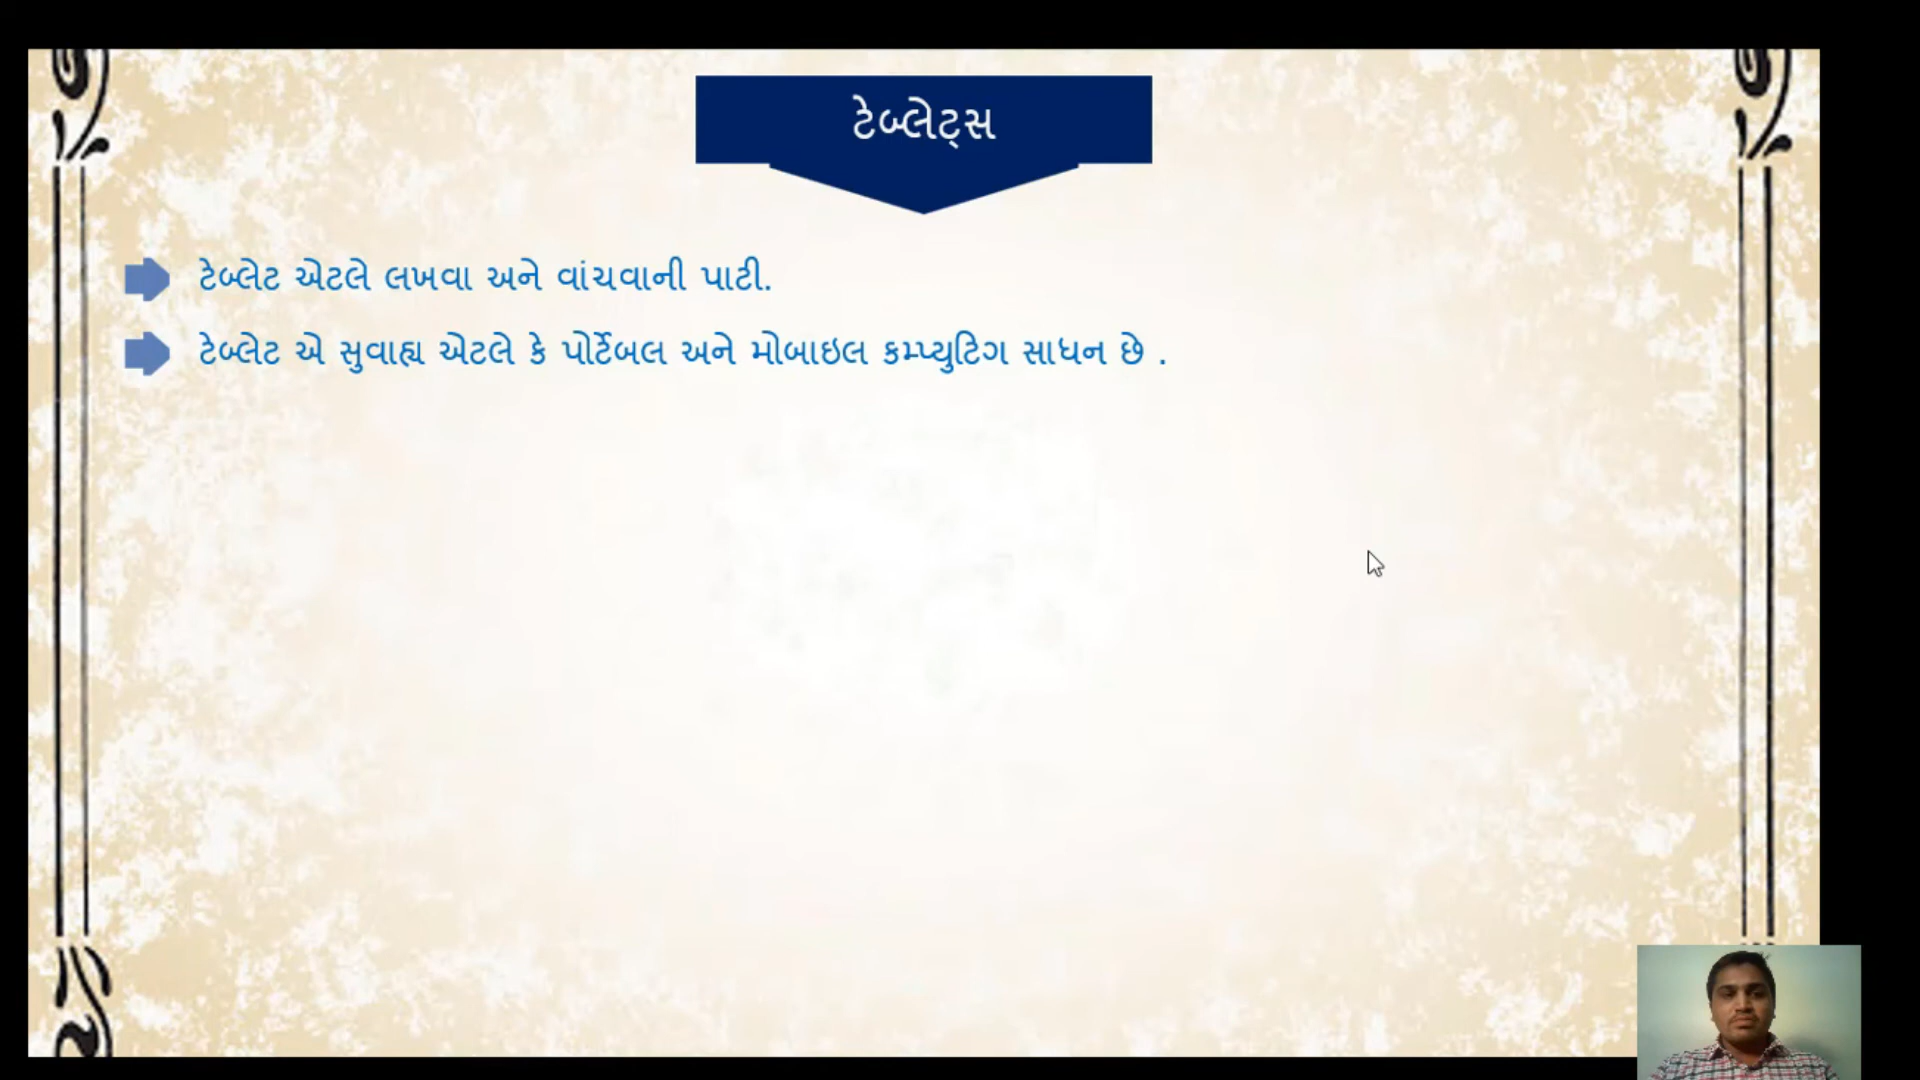 ટેબ્લેટ્સ
ટેબ્લેટ એટલે લખવા અને વાંચવાની પાટી.
ટેબ્લેટ એ સુવાહ્ય એટલે કે પોર્ટેબલ અને મોબાઇલ કમ્પ્યુટિગ સાધન છે .